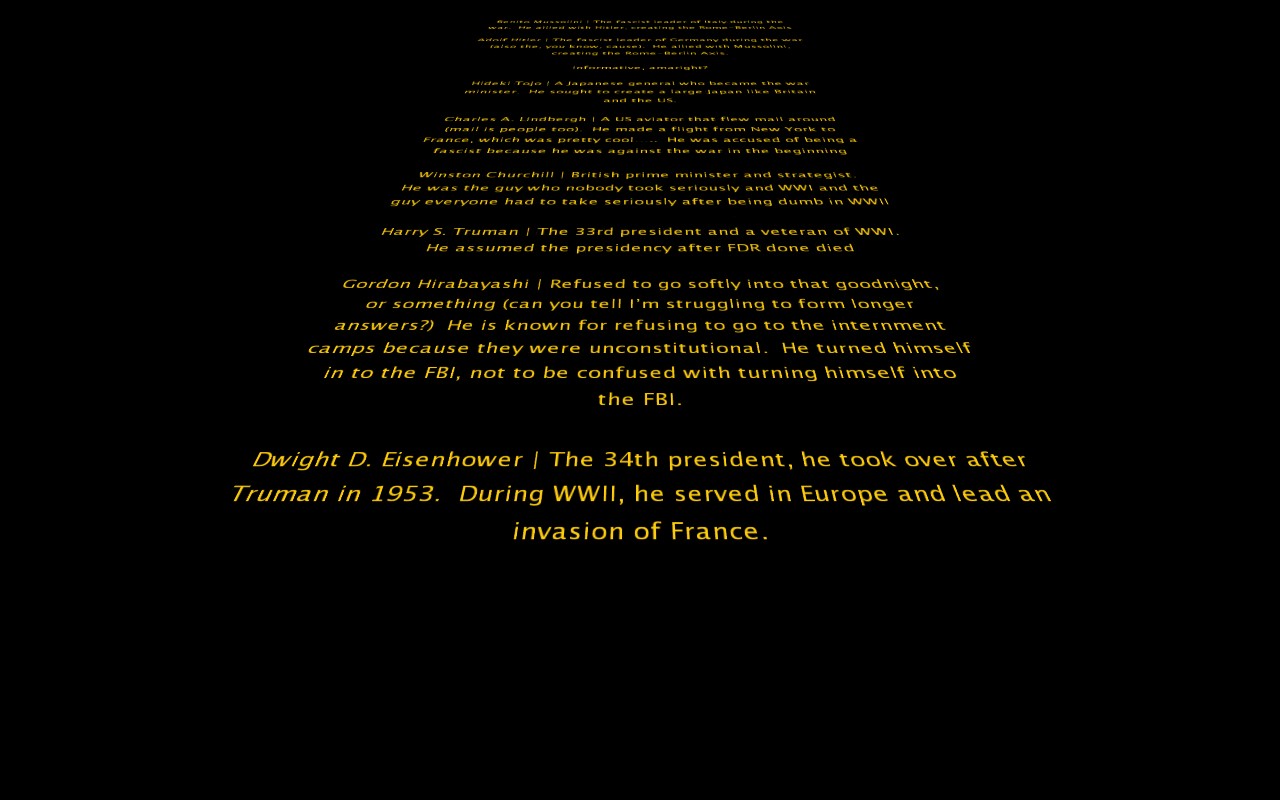 Benito Mussolini | The fascist leader of Italy during the
war.  He allied with Hitler, creating the Rome-Berlin Axis
Adolf Hitler | The fascist leader of Germany during the war
(also the, you know, cause).  He allied with Mussolini,
creating the Rome-Berlin Axis.
Informative, amaright?
Hideki Tojo | A Japanese general who became the war
minister.  He sought to create a large Japan like Britain
and the US.
Charles A. Lindbergh | A US aviator that flew mail around
(mail is people too).  He made a flight from New York to
France, which was pretty cool   ..  He was accused of being a
fascist because he was against the war in the beginning
Winston Churchill | British prime minister and strategist.
He was the guy who nobody took seriously and WWI and the
guy everyone had to take seriously after being dumb in WWII
Harry S. Truman | The 33rd president and a veteran of WWI.
He assumed the presidency after FDR done died
Gordon Hirabayashi | Refused to go softly into that goodnight,
or something (can you tell I'm struggling to form longer
answers?)  He is known for refusing to go to the internment
camps because they were unconstitutional.  He turned himself
in to the FBI, not to be confused with turning himself into
the FBI.
Dwight D. Eisenhower | The 34th president, he took over after
Truman in 1953.  During WWII, he served in Europe and lead an
invasion of France.